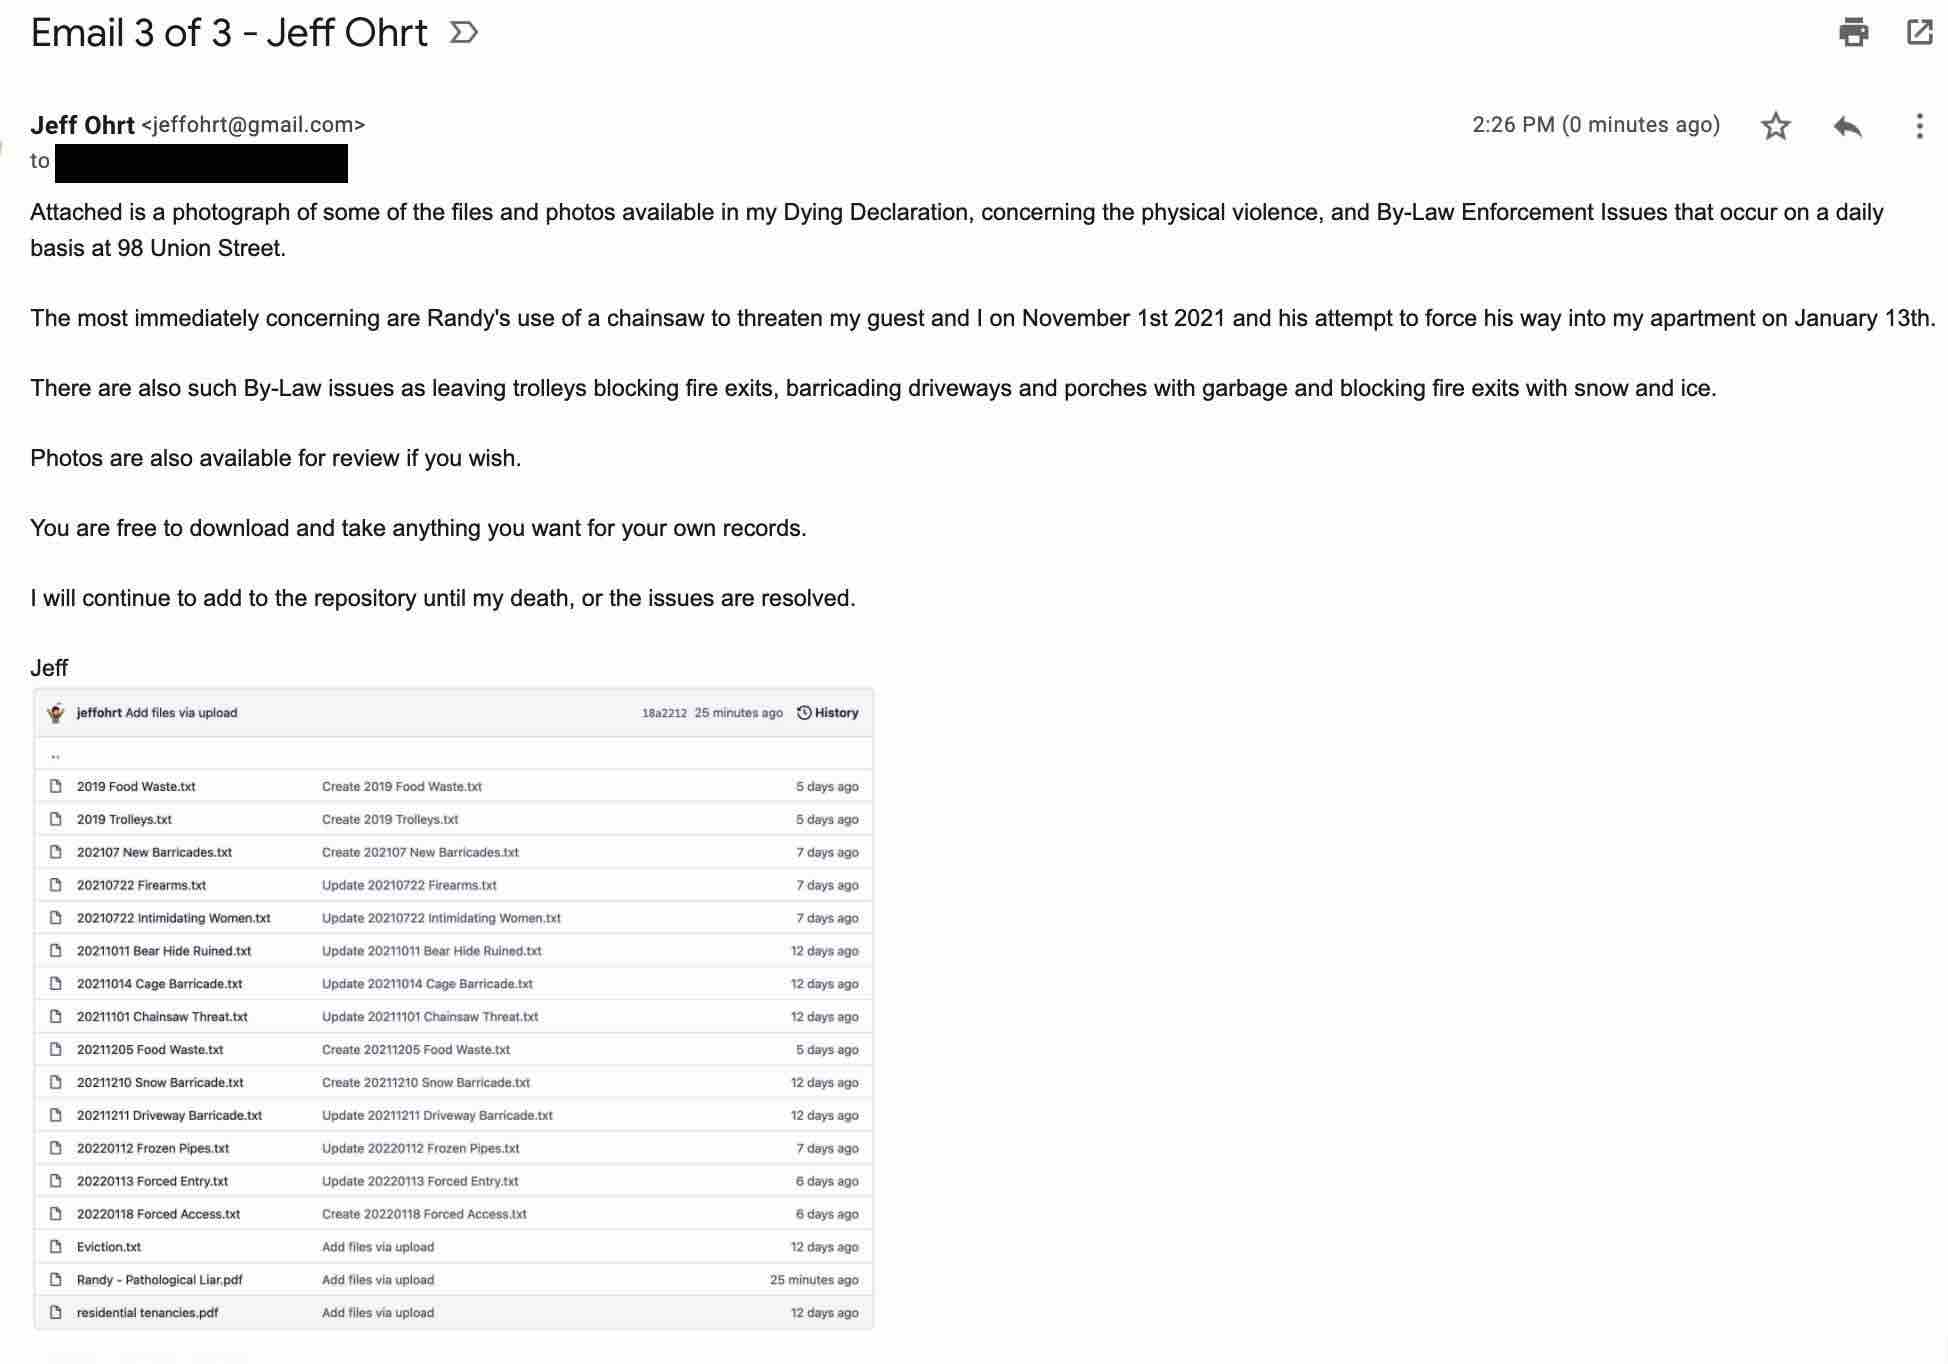 Email 3 of 3 - Jeff Ohrt
Jeff Ohrt <jeffohrt@gmail.com>
2:26 PM (0 minutes ago)
to
Attached is a photograph of some of the files and photos available in my Dying Declaration, concerning the physical violence, and By-Law Enforcement Issues that occur on a daily
basis at 98 Union Street.
The most immediately concerning are Randy's use of a chainsaw to threaten my guest and I on November 1st 2021 and his attempt to force his way into my apartment on January 13th.
There are also such By-Law issues as leaving trolleys blocking fire exits, barricading driveways and porches with garbage and blocking fire exits with snow and ice.
Photos are also available for review if you wish.
You are free to download and take anything you want for your own records.
I will continue to add to the repository until my death, or the issues are resolved.
Jeff
jeffohrt Add files via upload 18a2212 25 minutes ago History
..
2019 Food Waste.txt Create 2019 Food Waste.txt 5 days ago
2019 Trolleys.txt Create 2019 Trolleys.txt 5 days ago
202107 New Barricades.txt Create 202107 New Barricades.txt 7 days ago
20210722 Firearms.txt Update 20210722 Firearms.txt 7 days ago
20210722 Intimidating Women.txt Update 20210722 Intimidating Women.txt 7 days ago
20211011 Bear Hide Ruined.txt Update 20211011 Bear Hide Ruined.txt 12 days ago
20211014 Cage Barricade.txt Update 20211014 Cage Barricade.txt 12 days ago
20211101 Chainsaw Threat.txt Update 20211101 Chainsaw Threat.txt 12 days ago
20211205 Food Waste.txt Create 20211205 Food Waste.txt 5 days ago
20211210 Snow Barricade.txt Create 20211210 Snow Barricade.txt 12 days ago
20211211 Driveway Barricade.txt Update 20211211 Driveway Barricade.txt 12 days ago
20220112 Frozen Pipes.txt Update 20220112 Frozen Pipes.txt 7 days ago
20220113 Forced Entry.txt Update 20220113 Forced Entry.txt 6 days ago
20220118 Forced Access.txt Create 20220118 Forced Access.txt 6 days ago
Eviction.txt Add files via upload 12 days ago
Randy - Pathological Liar.pdf Add files via upload 25 minutes ago
residential tenancies.pdf Add files via upload 12 days ago